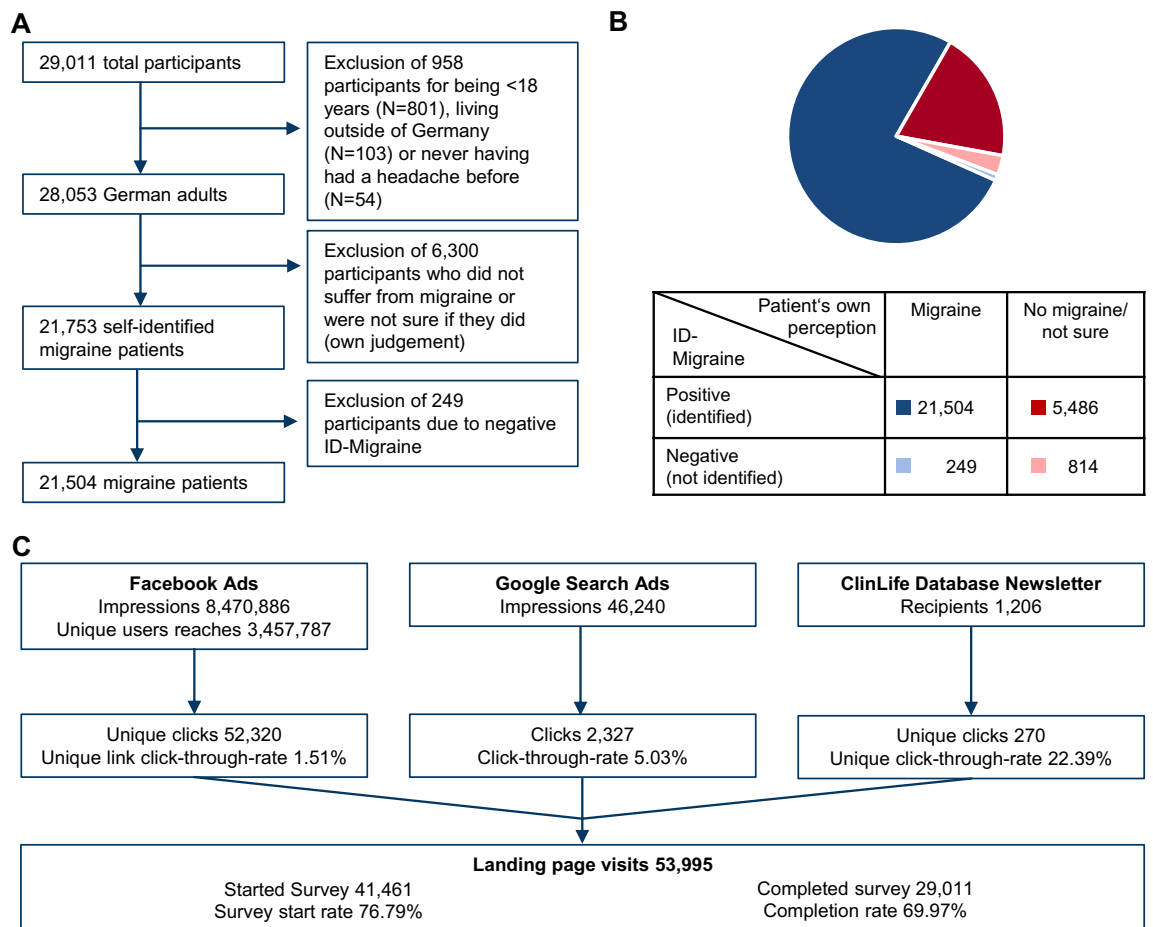 A
29,011 total participants
Exclusion of 958
participants for being <18
years (N=801), living
outside of Germany
(N=103) or never having
had a headache before
(N=54)
28,053 German adults
Exclusion of 6,300
participants who did not
suffer from migraine or
were not sure if they did
(own judgement)
21,753 self-identified
migraine patients
Exclusion of 249
participants due to negative
ID-Migraine
21,504 migraine patients
B
Patient‘s own
perception
ID-
Migraine
Migraine
No migraine/
not sure
Positive
(identified)
21,504
5,486
Negative
(not identified)
249
814
C
Facebook Ads
Impressions 8,470,886
Unique users reaches 3,457,787
Google Search Ads
Impressions 46,240
ClinLife Database Newsletter
Recipients 1,206
Unique clicks 52,320
Unique link click-through-rate 1.51%
Clicks 2,327
Click-through-rate 5.03%
Unique clicks 270
Unique click-through-rate 22.39%
Landing page visits 53,995
Started Survey 41,461
Survey start rate 76.79%
Completed survey 29,011
Completion rate 69.97%